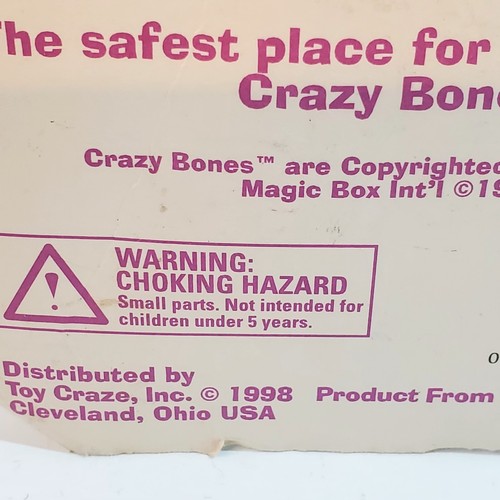 The safest place for
Crazy Bone
Crazy Bones™ are Copyrighted
Magic Box Int'l ©19
WARNING:
CHOKING HAZARD
Small parts. Not intended for
children under 5 years.
Distributed by
Toy Craze, Inc. © 1998 Product From
Cleveland, Ohio USA